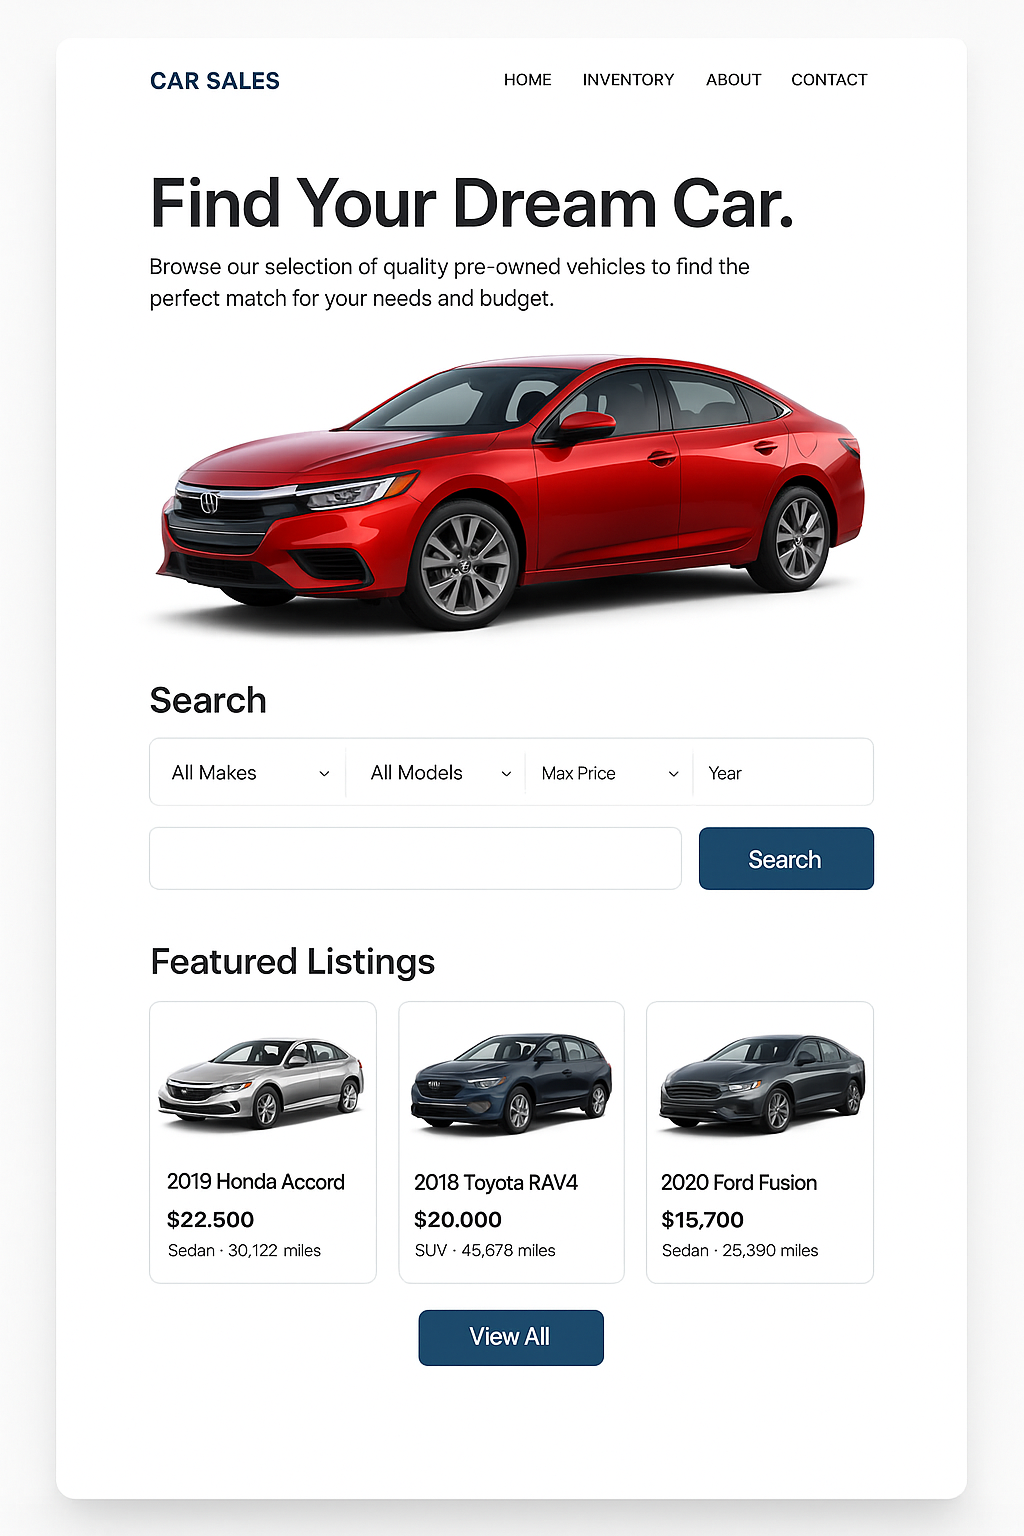 CAR SALES
HOME INVENTORY ABOUT CONTACT
Find Your Dream Car.
Browse our selection of quality pre-owned vehicles to find the
perfect match for your needs and budget.
Search
All Makes All Models Max Price Year
Search
Featured Listings
2019 Honda Accord
$22.500
Sedan · 30,122 miles
2018 Toyota RAV4
$20.000
SUV · 45,678 miles
2020 Ford Fusion
$15,700
Sedan · 25,390 miles
View All